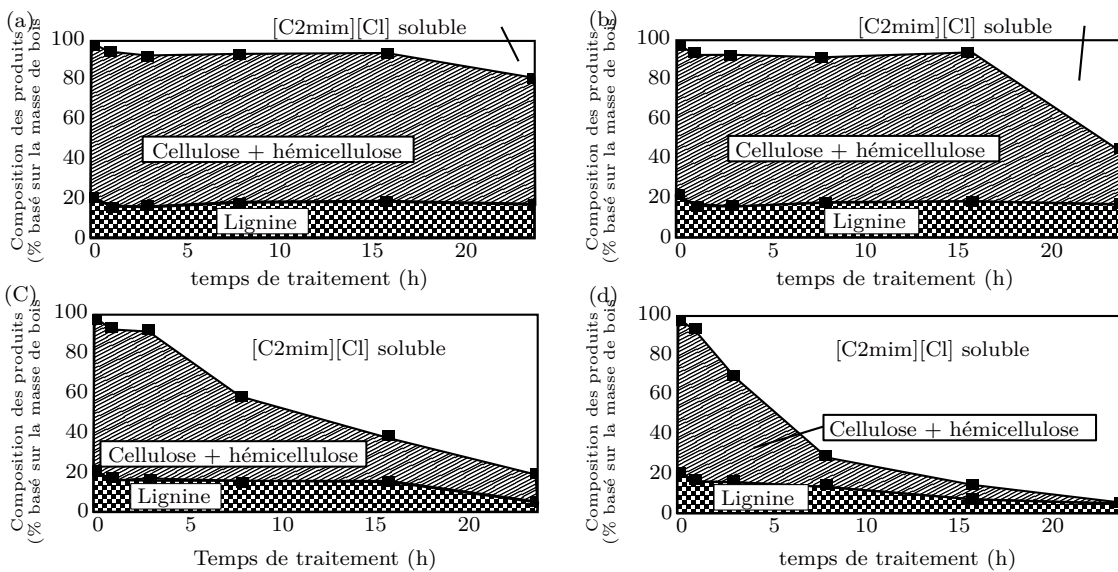 (a)
[C2mim][Cl] soluble
Composition des produits
(% basé sur la masse de bois
100
80
60
40
20
0
Cellulose + hémicellulose
Lignine
0 5 10 15 20
temps de traitement (h)
(b)
[C2mim][Cl] soluble
Composition des produits
(% basé sur la masse de bois
100
80
60
40
20
0
Cellulose + hémicellulose
Lignine
0 5 10 15 20
temps de traitement (h)
(C)
Composition des produits
(% basé sur la masse de bois
100
80
60
40
20
0
[C2mim][Cl] soluble
Cellulose + hémicellulose
Lignine
0 5 10 15 20
Temps de traitement (h)
(d)
Composition des produits
(% basé sur la masse de bois
100
80
60
40
20
0
[C2mim][Cl] soluble
Cellulose + hémicellulose
Lignine
0 5 10 15 20
temps de traitement (h)